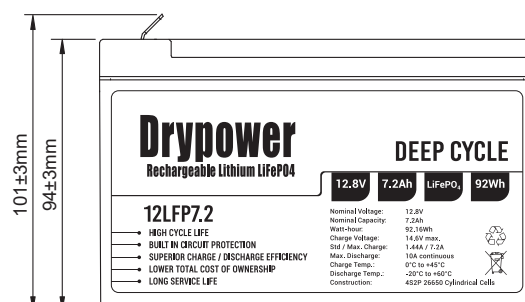 101±3mm
94±3mm
Drypower
Rechargeable Lithium LiFePO4
DEEP CYCLE
12.8V 7.2Ah LiFePO₄ 92Wh
12LFP7.2
HIGH CYCLE LIFE
BUILT IN CIRCUIT PROTECTION
SUPERIOR CHARGE / DISCHARGE EFFICIENCY
LOWER TOTAL COST OF OWNERSHIP
LONG SERVICE LIFE
Nominal Voltage: 12.8V
Nominal Capacity: 7.2Ah
Watt-hour: 92.16Wh
Charge Voltage: 14.6V max.
Std / Max. Charge: 1.44A / 7.2A
Max. Discharge: 10A continuous
Charge Temp.: 0°C to +45°C
Discharge Temp.: -20°C to +60°C
Construction: 4S2P 26650 Cylindrical Cells